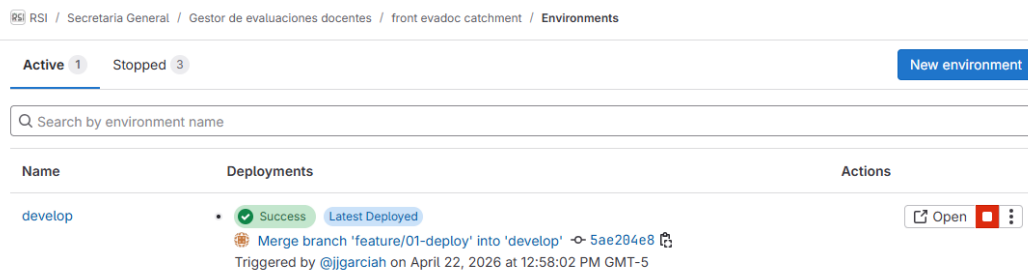 RSI RSI / Secretaria General / Gestor de evaluaciones docentes / front evadoc catchment / Environments
Active 1 Stopped 3 New environment
Search by environment name
Name Deployments Actions
develop • Success Latest Deployed Open
Merge branch 'feature/01-deploy' into 'develop' 5ae204e8
Triggered by @jjgarciah on April 22, 2026 at 12:58:02 PM GMT-5